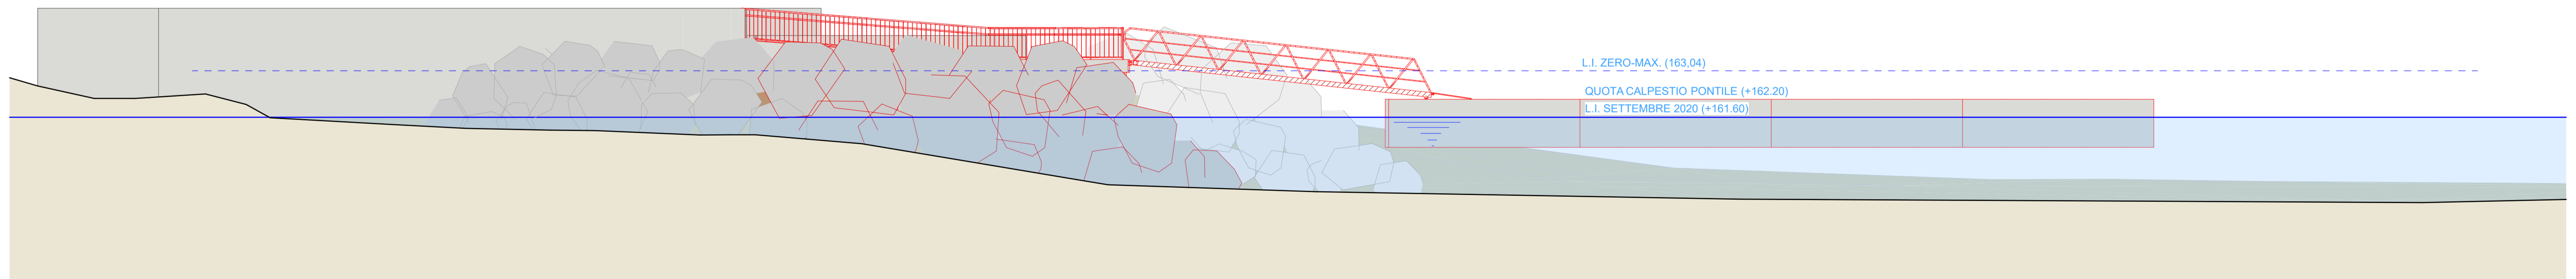 L.I. ZERO-MAX. (163,04)
QUOTA CALPESTIO PONTILE (+162.20)
L.I. SETTEMBRE 2020 (+161.60)